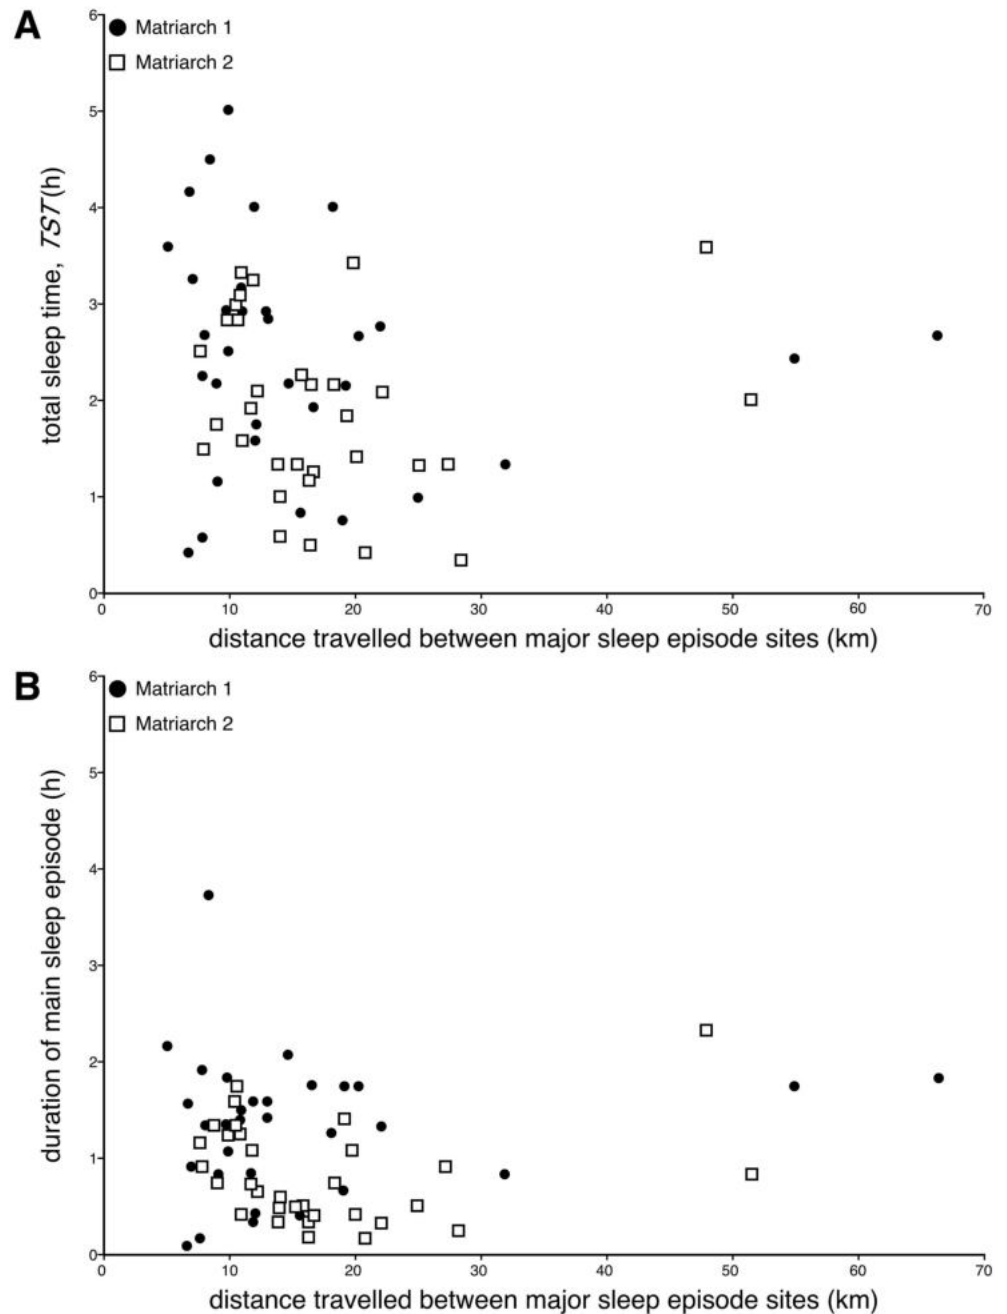 A
6
Matriarch 1
Matriarch 2
5
4
3
2
1
0
total sleep time, TST(h)
0 10 20 30 40 50 60 70
distance travelled between major sleep episode sites (km)
B
6
Matriarch 1
Matriarch 2
5
4
3
2
1
0
duration of main sleep episode (h)
0 10 20 30 40 50 60 70
distance travelled between major sleep episode sites (km)